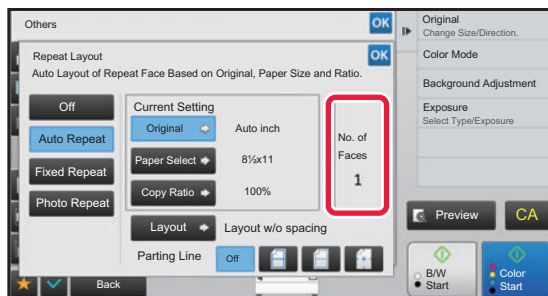 Others
OK
Repeat Layout
OK
Auto Layout of Repeat Face Based on Original, Paper Size and Ratio.
Off
Auto Repeat
Fixed Repeat
Photo Repeat
Current Setting
Original
Auto inch
Paper Select
8½x11
Copy Ratio
100%
No. of
Faces
1
Layout
Layout w/o spacing
Parting Line
Off
Back
Original
Change Size/Direction.
Color Mode
Background Adjustment
Exposure
Select Type/Exposure
Preview
CA
B/W
Start
Color
Start